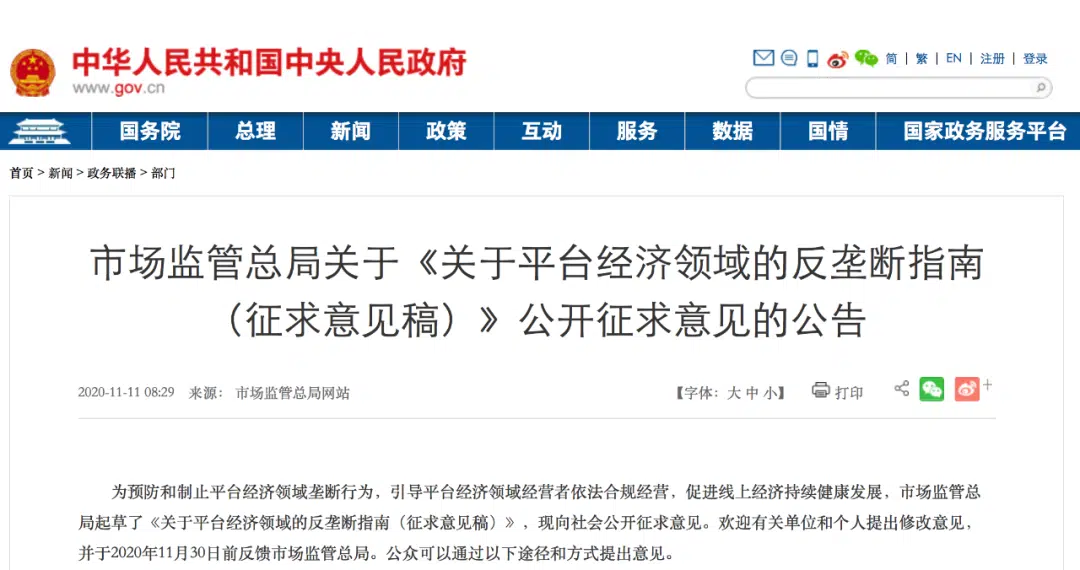 中华人民共和国中央人民政府
www.gov.cn
简 | 繁 | EN | 注册 | 登录
国务院 总理 新闻 政策 互动 服务 数据 国情 国家政务服务平台
首页 > 新闻 > 政务联播 > 部门
市场监管总局关于《关于平台经济领域的反垄断指南
（征求意见稿）》公开征求意见的公告
2020-11-11 08:29 来源： 市场监管总局网站 【字体：大 中 小】 打印
为预防和制止平台经济领域垄断行为，引导平台经济领域经营者依法合规经营，促进线上经济持续健康发展，市场监管总
局起草了《关于平台经济领域的反垄断指南（征求意见稿）》，现向社会公开征求意见。欢迎有关单位和个人提出修改意见，
并于2020年11月30日前反馈市场监管总局。公众可以通过以下途径和方式提出意见。